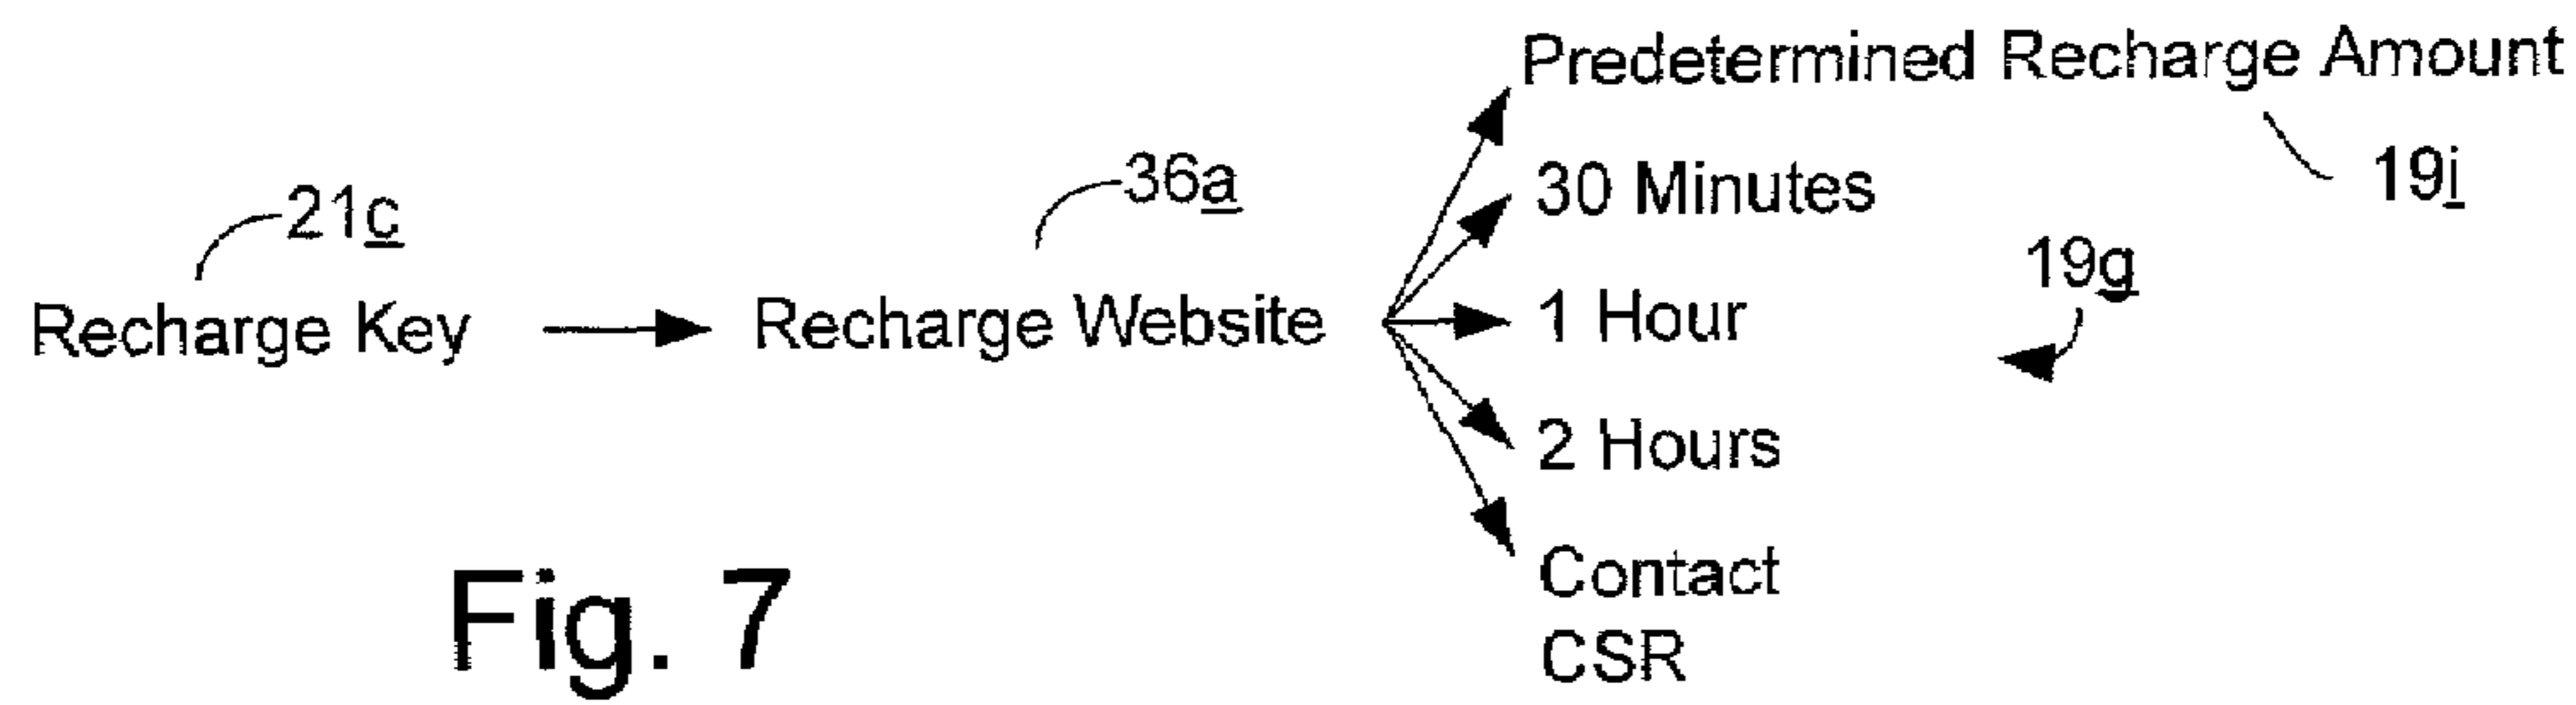 Predetermined Recharge Amount
19i
36a
30 Minutes
21c
19g
Recharge Key
Recharge Website
1 Hour
2 Hours
Contact
CSR
Fig. 7